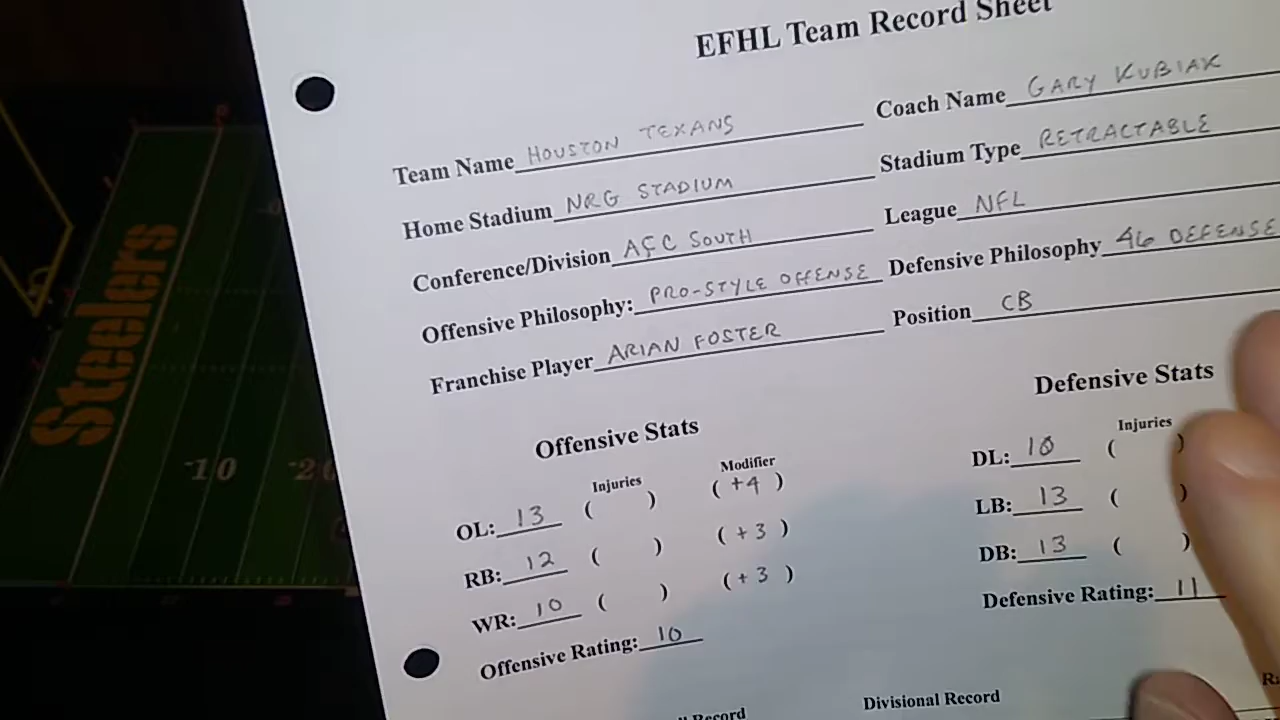 EFHL Team Record Sheet
Team Name HOUSTON TEXANS Coach Name GARY KUBIAK
Home Stadium NRG STADIUM Stadium Type RETRACTABLE
Conference/Division AFC SOUTH League NFL
Offensive Philosophy: PRO-STYLE OFFENSE Defensive Philosophy 46 DEFENSE
Franchise Player ARIAN FOSTER Position CB
Offensive Stats
Injuries Modifier
OL: 13 ( ) (+4)
RB: 12 ( ) (+3)
WR: 10 ( ) (+3)
Offensive Rating: 10
Defensive Stats
Injuries
DL: 10 ( )
LB: 13 ( )
DB: 13 ( )
Defensive Rating: 11
Record Divisional Record
Steelers
-10 -20